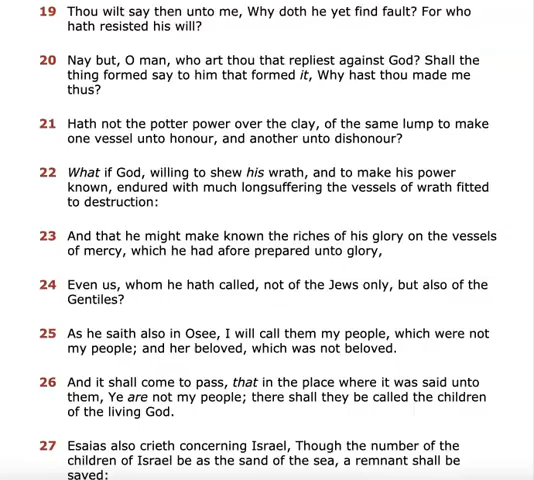 19 Thou wilt say then unto me, Why doth he yet find fault? For who
hath resisted his will?
20 Nay but, O man, who art thou that repliest against God? Shall the
thing formed say to him that formed it, Why hast thou made me
thus?
21 Hath not the potter power over the clay, of the same lump to make
one vessel unto honour, and another unto dishonour?
22 What if God, willing to shew his wrath, and to make his power
known, endured with much longsuffering the vessels of wrath fitted
to destruction:
23 And that he might make known the riches of his glory on the vessels
of mercy, which he had afore prepared unto glory,
24 Even us, whom he hath called, not of the Jews only, but also of the
Gentiles?
25 As he saith also in Osee, I will call them my people, which were not
my people; and her beloved, which was not beloved.
26 And it shall come to pass, that in the place where it was said unto
them, Ye are not my people; there shall they be called the children
of the living God.
27 Esaias also crieth concerning Israel, Though the number of the
children of Israel be as the sand of the sea, a remnant shall be
saved: